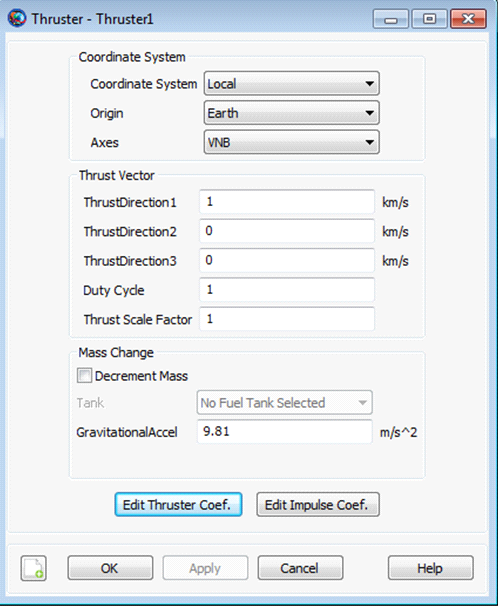 Thruster - Thruster1
Coordinate System
Coordinate System Local
Origin Earth
Axes VNB
Thrust Vector
ThrustDirection1 1 km/s
ThrustDirection2 0 km/s
ThrustDirection3 0 km/s
Duty Cycle 1
Thrust Scale Factor 1
Mass Change
Decrement Mass
Tank No Fuel Tank Selected
GravitationalAccel 9.81 m/s^2
Edit Thruster Coef. Edit Impulse Coef.
OK Apply Cancel Help